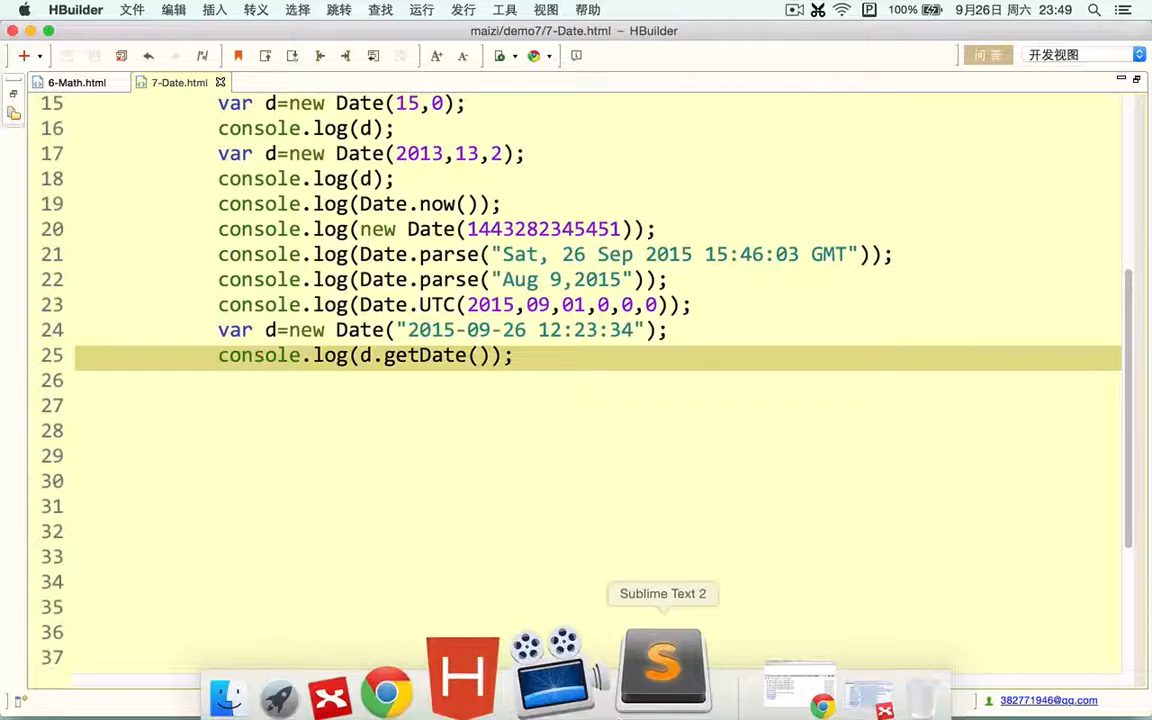 HBuilder 文件 编辑 插入 转义 选择 跳转 查找 运行 发行 工具 视图 帮助 100% 9月26日 周六 23:49
maizi/demo7/7-Date.html — HBuilder
问答 开发视图
6-Math.html 7-Date.html
15 var d=new Date(15,0);
16 console.log(d);
17 var d=new Date(2013,13,2);
18 console.log(d);
19 console.log(Date.now());
20 console.log(new Date(1443282345451));
21 console.log(Date.parse("Sat, 26 Sep 2015 15:46:03 GMT"));
22 console.log(Date.parse("Aug 9,2015"));
23 console.log(Date.UTC(2015,09,01,0,0,0));
24 var d=new Date("2015-09-26 12:23:34");
25 console.log(d.getDate());
26
27
28
29
30
31
32
33
34
35
36
37
Sublime Text 2
382771946@qq.com